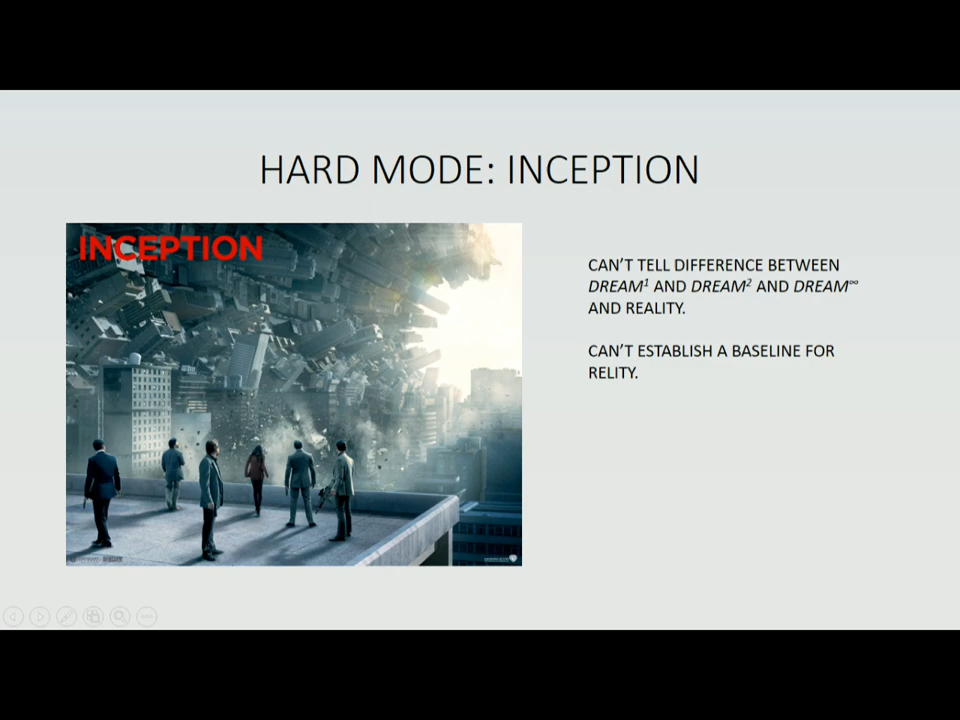 HARD MODE: INCEPTION
INCEPTION
CAN’T TELL DIFFERENCE BETWEEN
DREAM¹ AND DREAM² AND DREAM∞
AND REALITY.
CAN’T ESTABLISH A BASELINE FOR
RELITY.